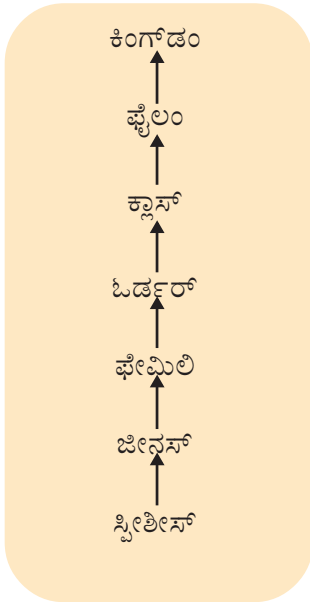 ಕಿಂಗ್‌ಡಂ
ಫೈಲಂ
ಕ್ಲಾಸ್
ಓರ್ಡರ್
ಫೇಮಿಲಿ
ಜೀನಸ್
ಸ್ಪೀಶೀಸ್